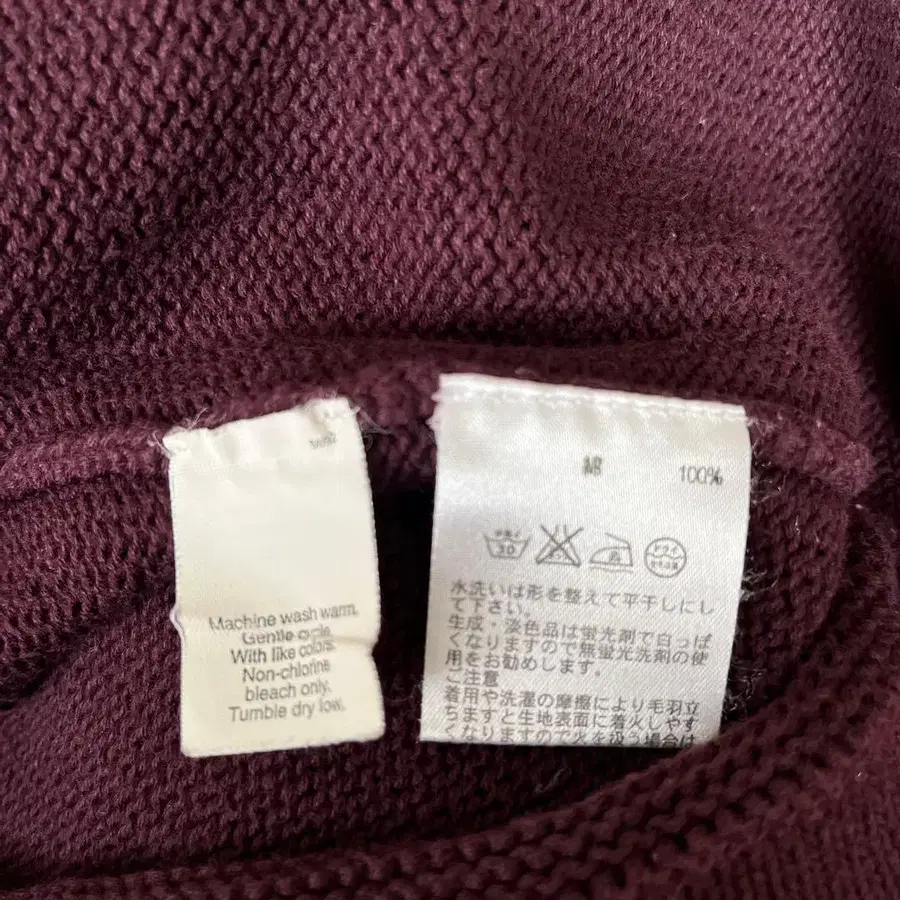 Machine wash warm.
Gentle cycle.
With like colors.
Non-chlorine
bleach only.
Tumble dry low.
綿 100%
30
水洗いは形を整えて平干しにし
て下さい。
生成・淡色品は蛍光剤で白っぽ
くなりますので無蛍光洗剤の使
用をお勧めします。
ご注意
着用や洗濯の摩擦により毛羽立
ちますと生地表面に着火しやす
くなりますので火を扱う場合は